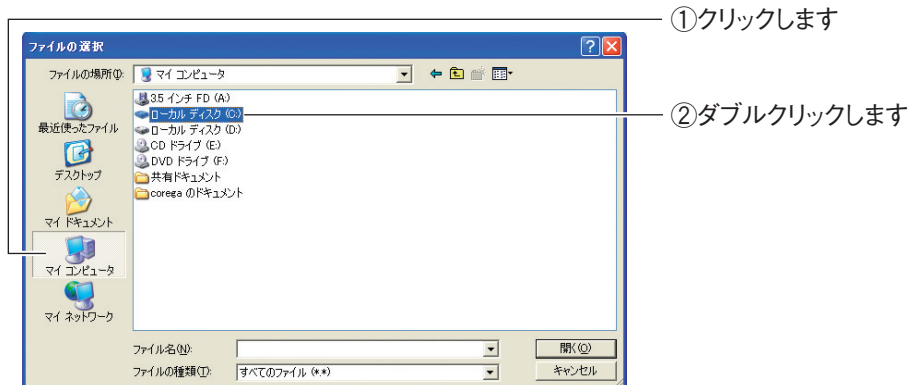 ①クリックします
ファイルの選択
ファイルの場所(I):
マイ コンピュータ
最近使ったファイル
デスクトップ
マイ ドキュメント
マイ コンピュータ
マイ ネットワーク
3.5 インチ FD (A:)
ローカル ディスク (C:)
ローカル ディスク (D:)
CD ドライブ (E:)
DVD ドライブ (F:)
共有ドキュメント
corega のドキュメント
②ダブルクリックします
ファイル名(N):
開く(O)
ファイルの種類(T):
すべてのファイル (*.*)
キャンセル